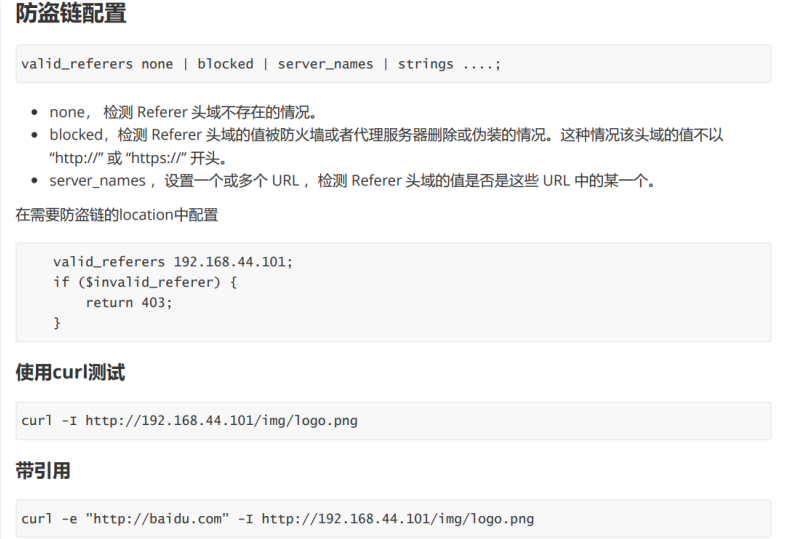 防盗链配置
valid_referers none | blocked | server_names | strings ....;
none， 检测 Referer 头域不存在的情况。
blocked，检测 Referer 头域的值被防火墙或者代理服务器删除或伪装的情况。这种情况该头域的值不以
“http://” 或 “https://” 开头。
server_names ，设置一个或多个 URL ，检测 Referer 头域的值是否是这些 URL 中的某一个。
在需要防盗链的location中配置
valid_referers 192.168.44.101;
if ($invalid_referer) {
return 403;
}
使用curl测试
curl -I http://192.168.44.101/img/logo.png
带引用
curl -e "http://baidu.com" -I http://192.168.44.101/img/logo.png